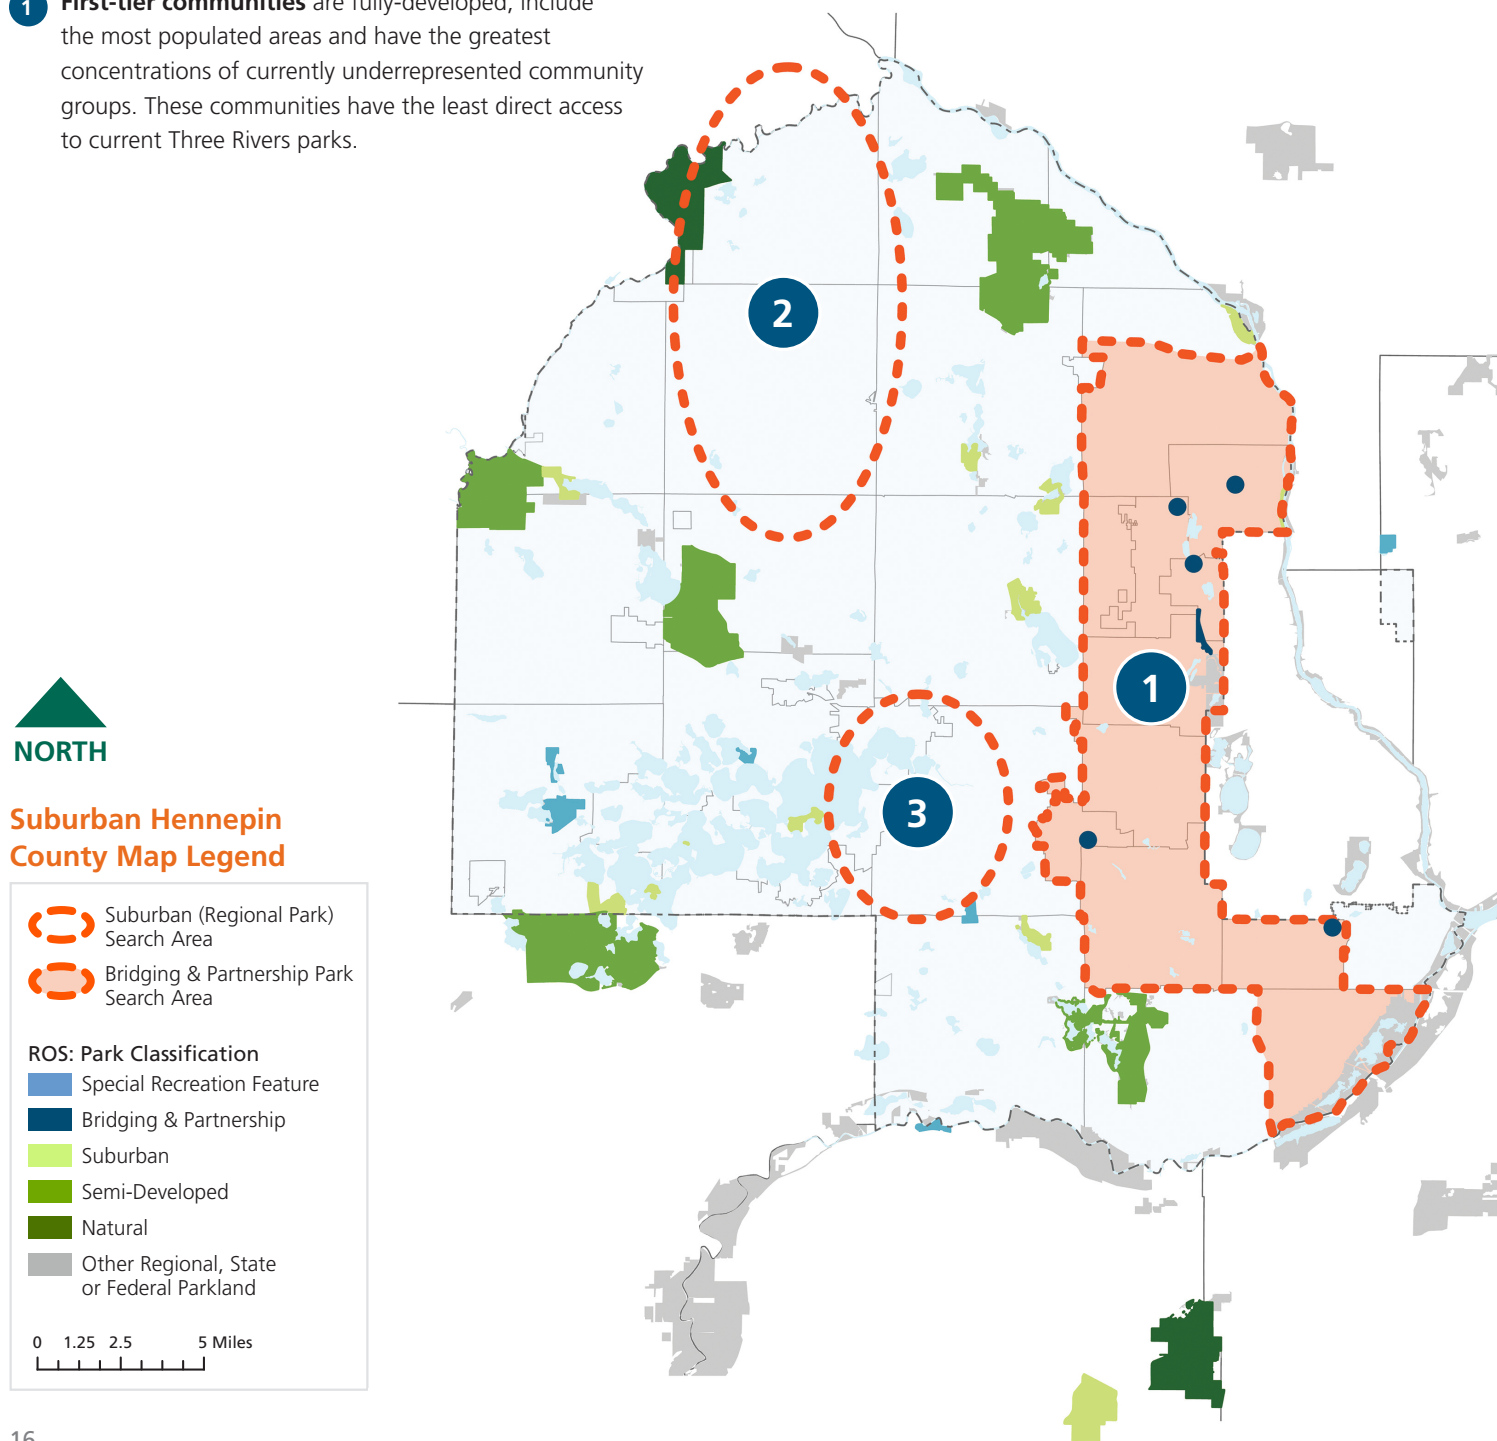 1 First-tier communities are fully-developed, include
the most populated areas and have the greatest
concentrations of currently underrepresented community
groups. These communities have the least direct access
to current Three Rivers parks.
2
1
3
NORTH
Suburban Hennepin
County Map Legend
Suburban (Regional Park)
Search Area
Bridging & Partnership Park
Search Area
ROS: Park Classification
Special Recreation Feature
Bridging & Partnership
Suburban
Semi-Developed
Natural
Other Regional, State
or Federal Parkland
0 1.25 2.5 5 Miles
16